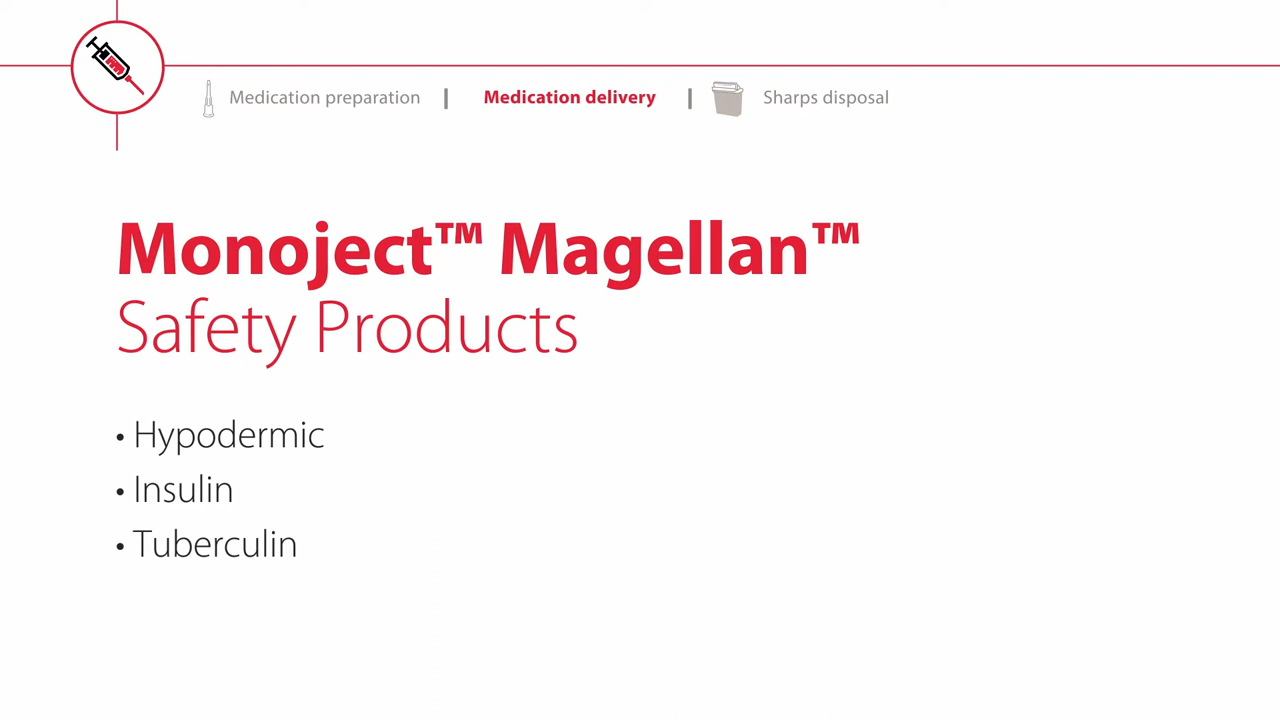 Medication preparation | Medication delivery | Sharps disposal
Monoject™ Magellan™
Safety Products
• Hypodermic
• Insulin
• Tuberculin